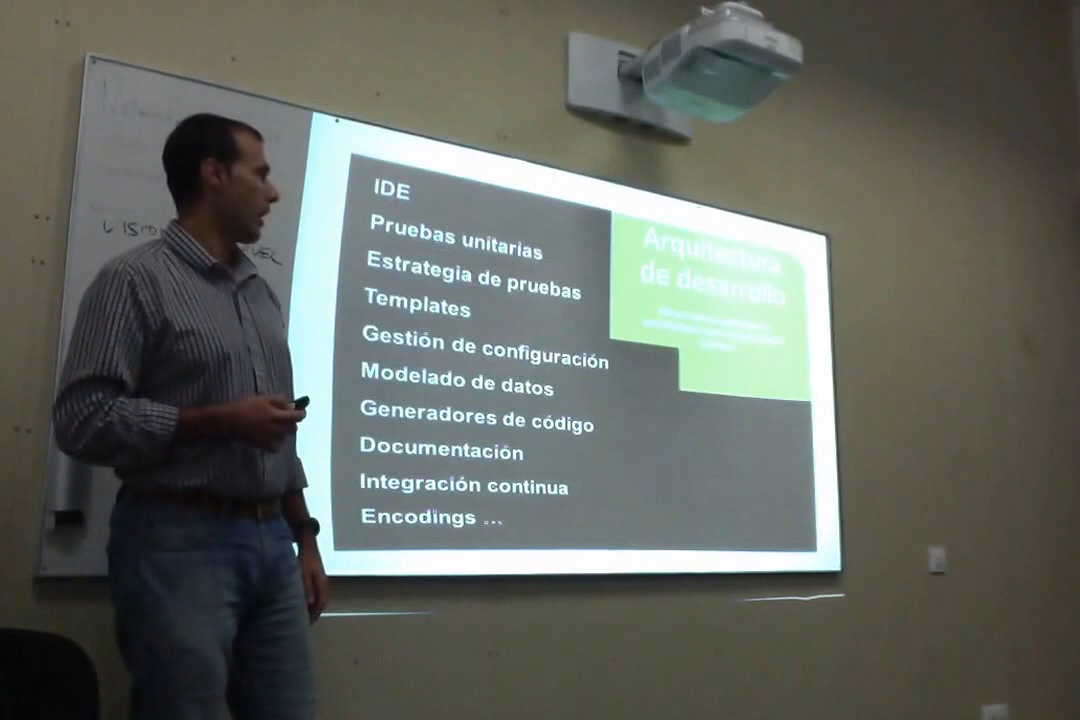 IDE
Pruebas unitarias
Estrategia de pruebas
Templates
Gestión de configuración
Modelado de datos
Generadores de código
Documentación
Integración continua
Encodings ...
Arquitectura
de desarrollo